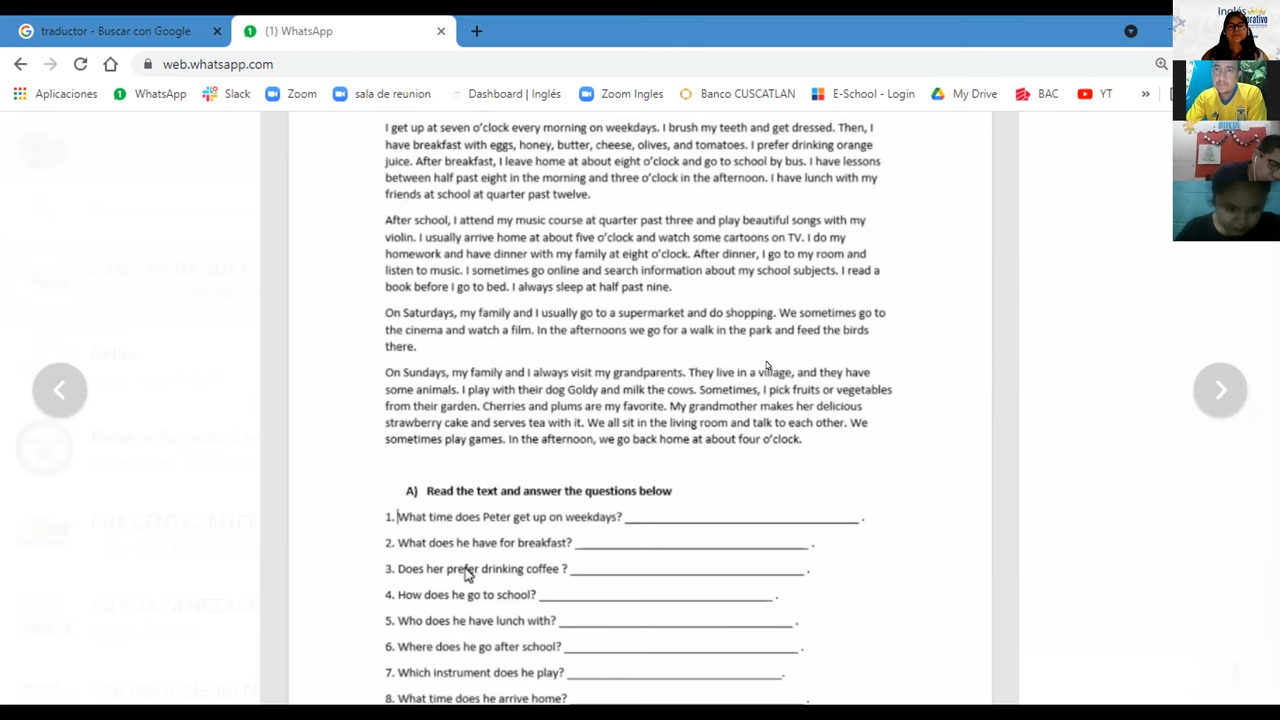 traductor - Buscar con Google
(1) WhatsApp
web.whatsapp.com
Aplicaciones WhatsApp Slack Zoom sala de reunion Dashboard | Inglés Zoom Ingles Banco CUSCATLAN E-School - Login My Drive BAC YT
Inglés
I get up at seven o'clock every morning on weekdays. I brush my teeth and get dressed. Then, I
have breakfast with eggs, honey, butter, cheese, olives, and tomatoes. I prefer drinking orange
juice. After breakfast, I leave home at about eight o'clock and go to school by bus. I have lessons
between half past eight in the morning and three o'clock in the afternoon. I have lunch with my
friends at school at quarter past twelve.
After school, I attend my music course at quarter past three and play beautiful songs with my
violin. I usually arrive home at about five o'clock and watch some cartoons on TV. I do my
homework and have dinner with my family at eight o'clock. After dinner, I go to my room and
listen to music. I sometimes go online and search information about my school subjects. I read a
book before I go to bed. I always sleep at half past nine.
On Saturdays, my family and I usually go to a supermarket and do shopping. We sometimes go to
the cinema and watch a film. In the afternoons we go for a walk in the park and feed the birds
there.
On Sundays, my family and I always visit my grandparents. They live in a village, and they have
some animals. I play with their dog Goldy and milk the cows. Sometimes, I pick fruits or vegetables
from their garden. Cherries and plums are my favorite. My grandmother makes her delicious
strawberry cake and serves tea with it. We all sit in the living room and talk to each other. We
sometimes play games. In the afternoon, we go back home at about four o'clock.
A) Read the text and answer the questions below
1. What time does Peter get up on weekdays? ______________________________ .
2. What does he have for breakfast? ______________________________ .
3. Does her prefer drinking coffee ? ______________________________ .
4. How does he go to school? ______________________________ .
5. Who does he have lunch with? ______________________________ .
6. Where does he go after school? ______________________________ .
7. Which instrument does he play? ____________________________.
8. What time does he arrive home? ______________________________ .